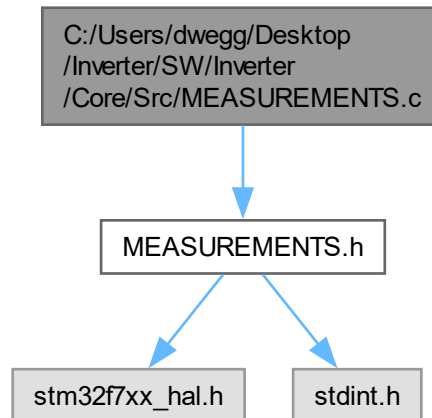 C:/Users/dwegg/Desktop
/Inverter/SW/Inverter
/Core/Src/MEASUREMENTS.c
MEASUREMENTS.h
stm32f7xx_hal.h
stdint.h